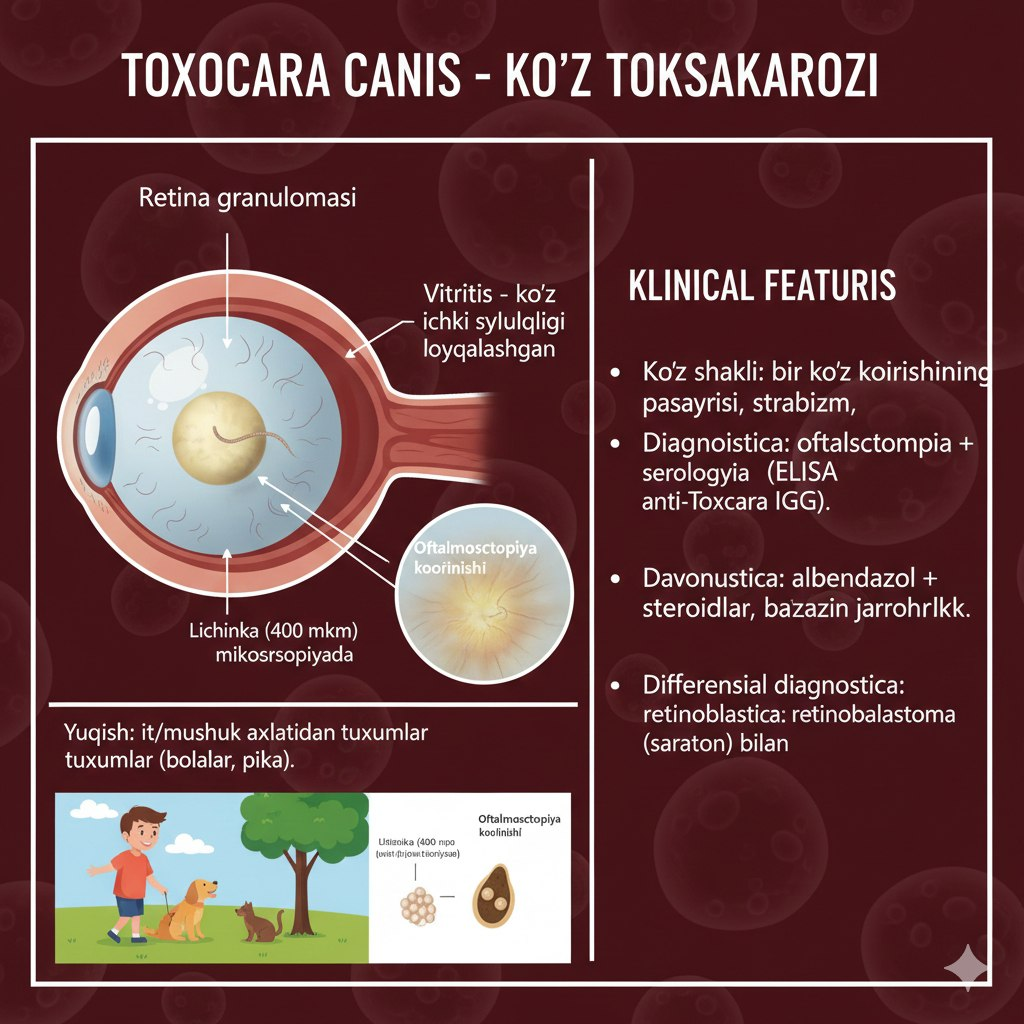 TOXOCARA CANIS - KO'Z TOKSAKAROZI
Retina granulomasi
Vitritis - ko'z
ichki sylulqligi
loyqalashgan
Oftalmosctopiya
koorinishi
Lichinka (400 mkm)
mikosrsopiyada
Yuqish: it/mushuk axlatidan tuxumlar
tuxumlar (bolalar, pika).
Oftalmosctopiya
koolinishi
(400
KLINICAL FEATURIS
• Ko'z shakli: bir ko'z koirishining
pasayrisi, strabizm,
• Diagnoistica: oftalsctompia +
serologyia (ELISA
anti-Toxcara IGG).
• Davonustica: albendazol +
steroidlar, bazazin jarrohrlkk.
• Differensial diagnostica:
retinoblastica: retinobalastoma
(saraton) bilan